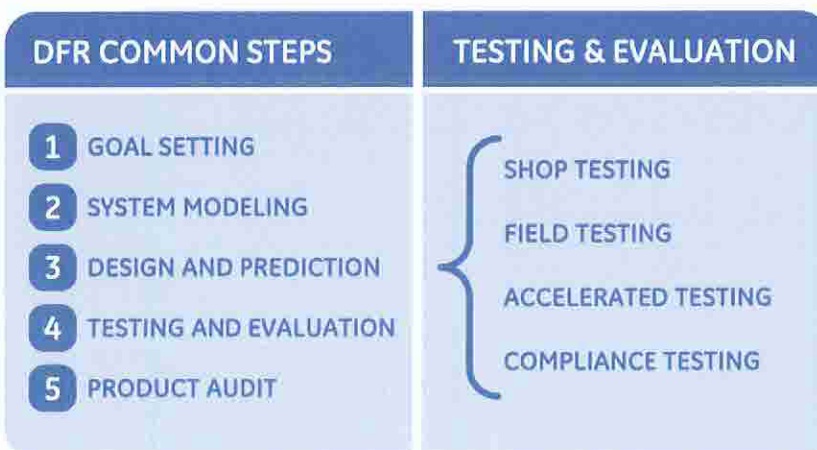 DFR COMMON STEPS
1 GOAL SETTING
2 SYSTEM MODELING
3 DESIGN AND PREDICTION
4 TESTING AND EVALUATION
5 PRODUCT AUDIT
TESTING & EVALUATION
SHOP TESTING
FIELD TESTING
ACCELERATED TESTING
COMPLIANCE TESTING